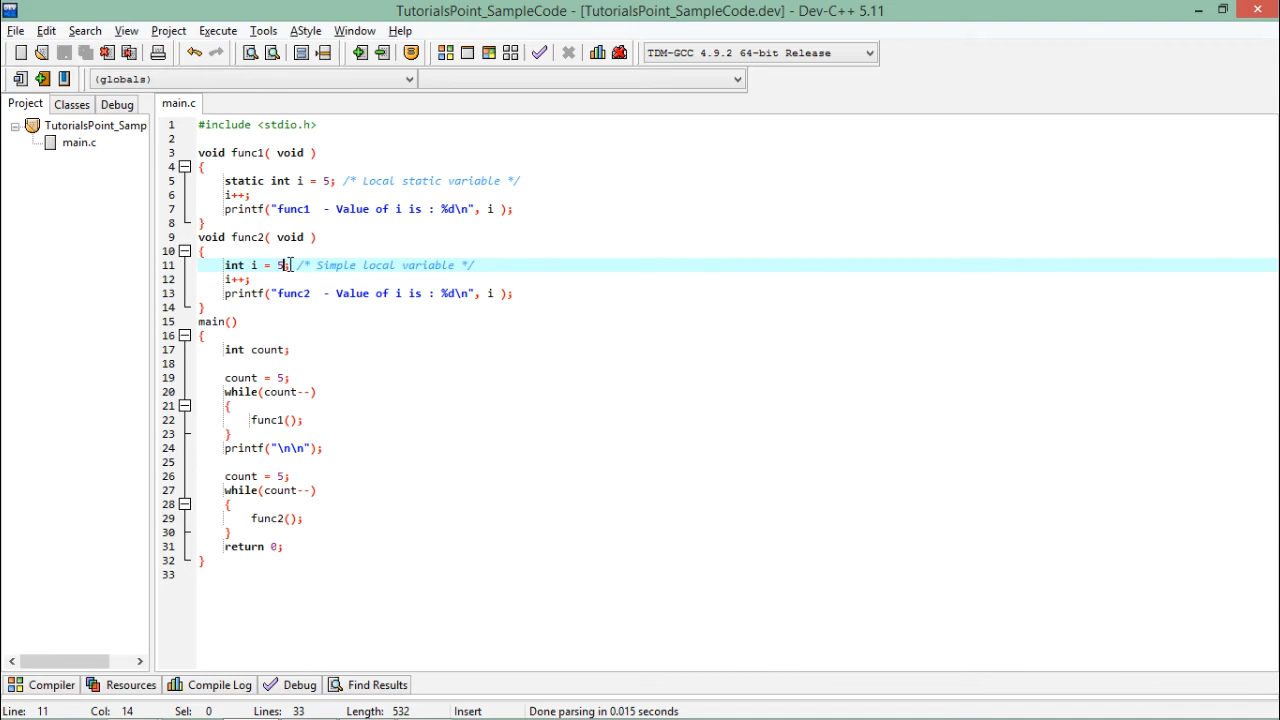 TutorialsPoint_SampleCode - [TutorialsPoint_SampleCode.dev] - Dev-C++ 5.11
File Edit Search View Project Execute Tools AStyle Window Help
TDM-GCC 4.9.2 64-bit Release
(globals)
Project Classes Debug
main.c
TutorialsPoint_Samp
main.c
1 #include <stdio.h>
2
3 void func1( void )
4 {
5 static int i = 5; /* Local static variable */
6 i++;
7 printf("func1  - Value of i is : %d\n", i );
8 }
9 void func2( void )
10 {
11 int i = 5; /* Simple local variable */
12 i++;
13 printf("func2  - Value of i is : %d\n", i );
14 }
15 main()
16 {
17 int count;
18
19 count = 5;
20 while(count--)
21 {
22 func1();
23 }
24 printf("\n\n");
25
26 count = 5;
27 while(count--)
28 {
29 func2();
30 }
31 return 0;
32 }
33
Compiler Resources Compile Log Debug Find Results
Line: 11 Col: 14 Sel: 0 Lines: 33 Length: 532 Insert Done parsing in 0.015 seconds